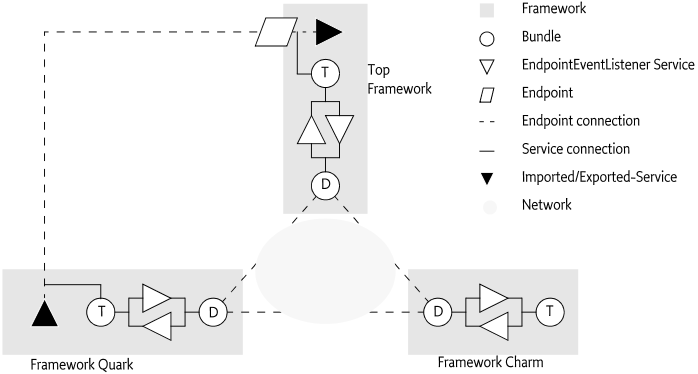 Framework
Bundle
EndpointEventListener Service
Endpoint
Endpoint connection
Service connection
Imported/Exported-Service
Network
T
Top
Framework
D
T
D
D
T
Framework Quark
Framework Charm